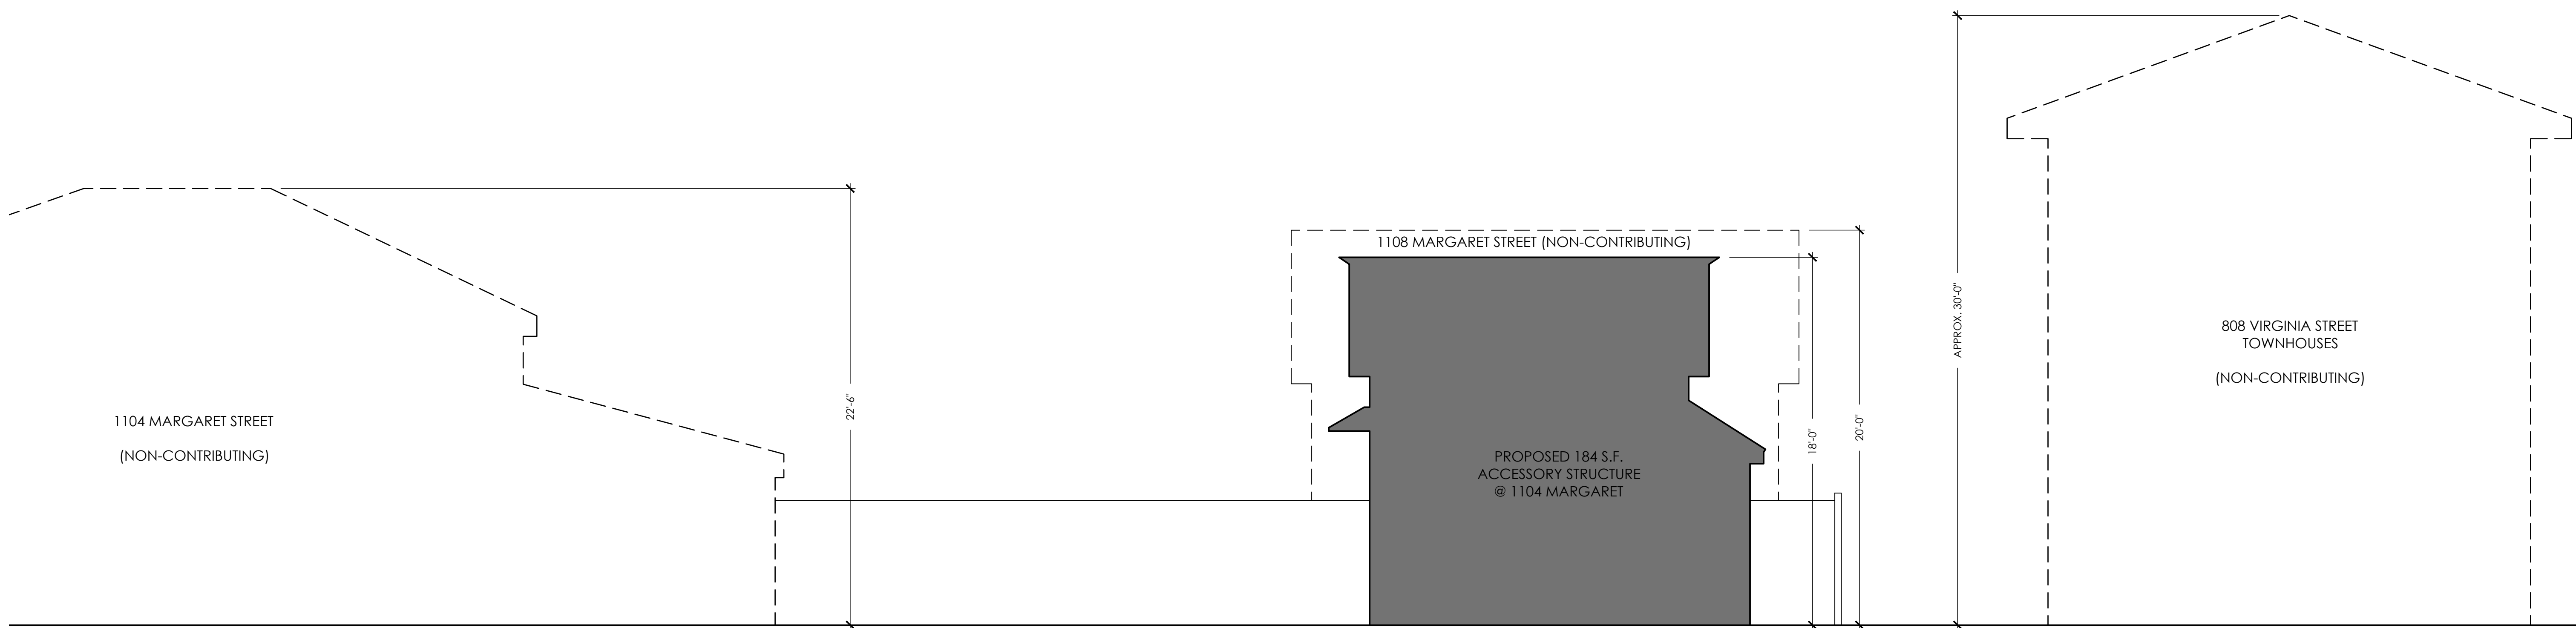 1104 MARGARET STREET
(NON-CONTRIBUTING)
22'-6"
1108 MARGARET STREET (NON-CONTRIBUTING)
PROPOSED 184 S.F.
ACCESSORY STRUCTURE
@ 1104 MARGARET
18'-0"
20'-0"
APPROX. 30'-0"
808 VIRGINIA STREET
TOWNHOUSES
(NON-CONTRIBUTING)